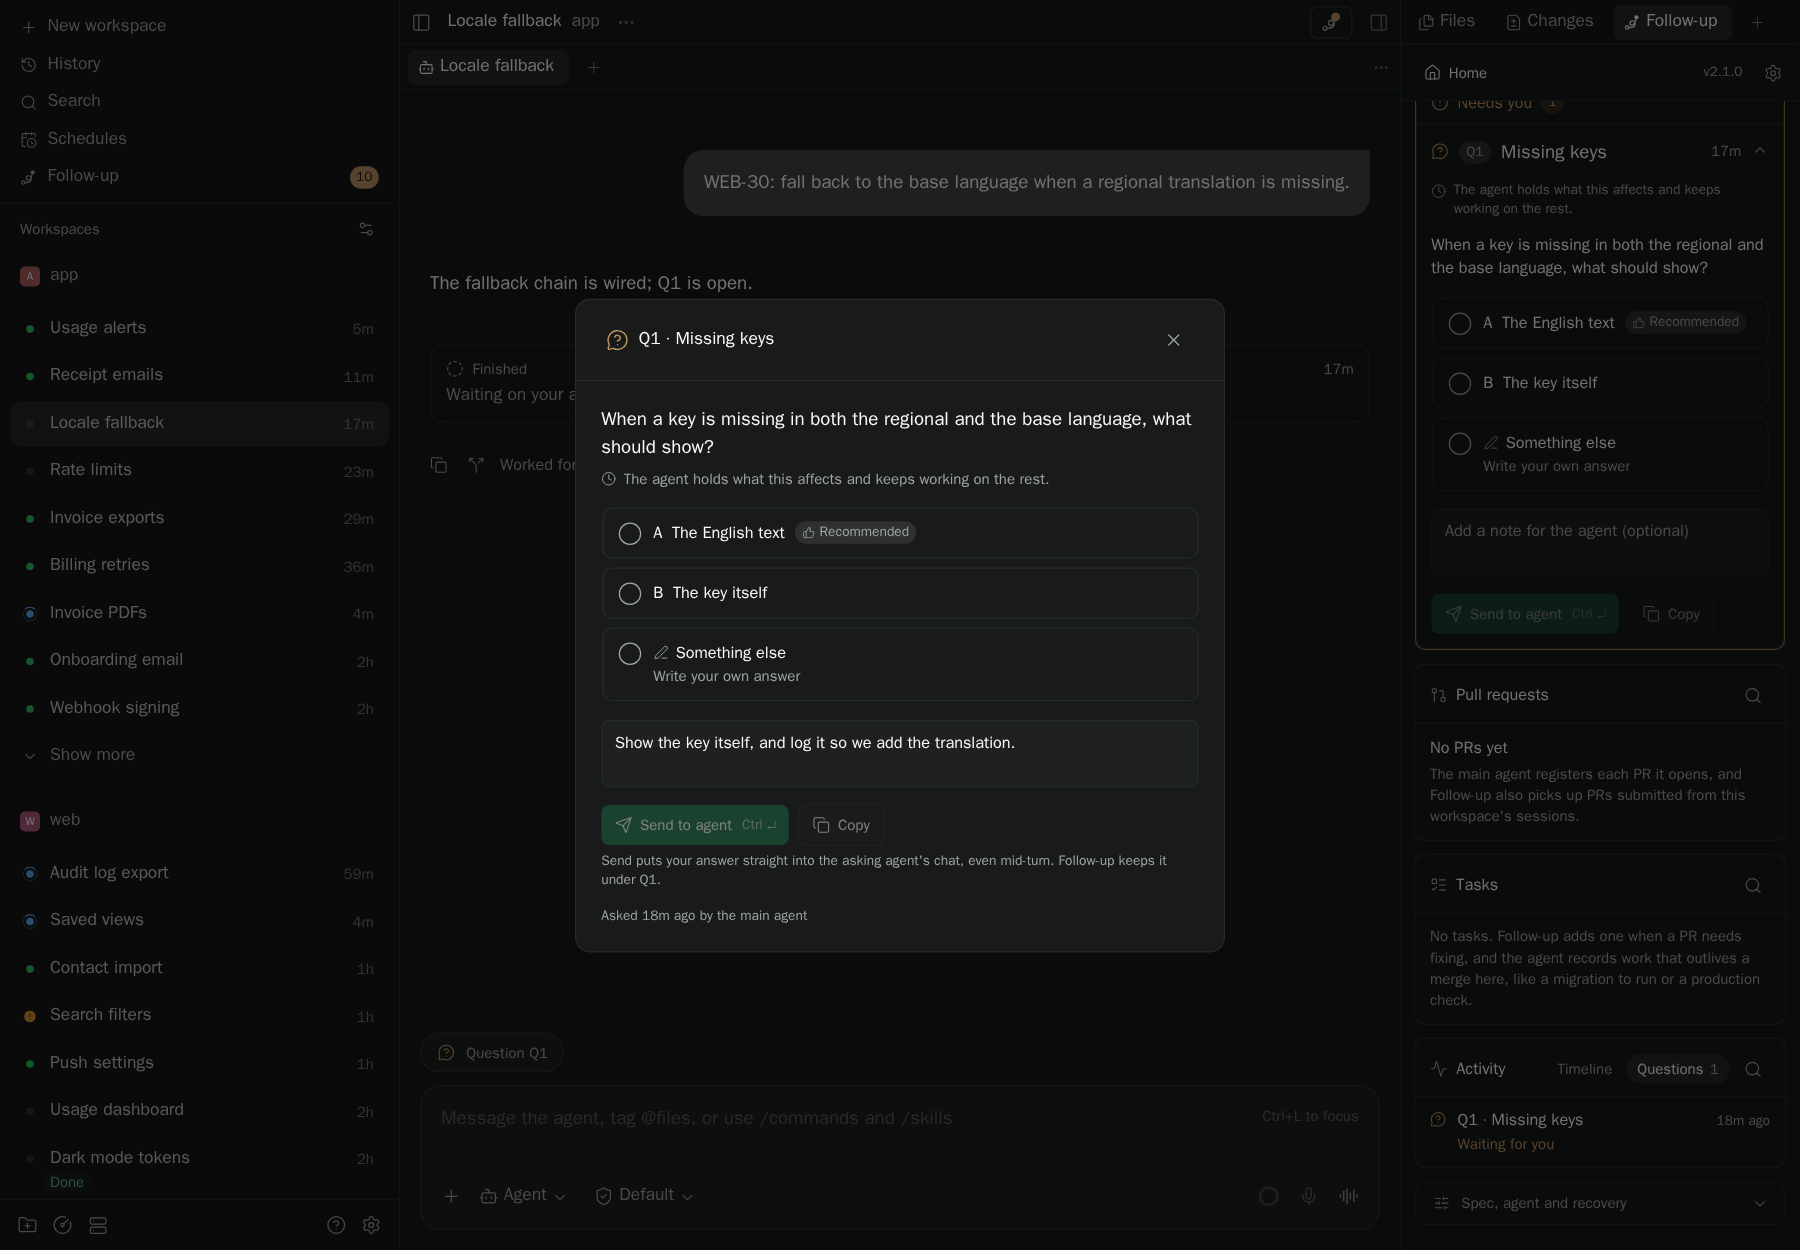 New workspace
History
Search
Schedules
Follow-up 10
Workspaces
A app
Usage alerts 5m
Receipt emails 11m
Locale fallback 17m
Rate limits 23m
Invoice exports 29m
Billing retries 36m
Invoice PDFs 4m
Onboarding email 2h
Webhook signing 2h
Show more
W web
Audit log export 59m
Saved views 4m
Contact import 1h
Search filters 1h
Push settings 1h
Usage dashboard 2h
Dark mode tokens 2h
Done
Locale fallback app
Locale fallback
WEB-30: fall back to the base language when a regional translation is missing.
The fallback chain is wired; Q1 is open.
Finished 17m
Waiting on your a
Worked for
Q1 · Missing keys
When a key is missing in both the regional and the base language, what
should show?
The agent holds what this affects and keeps working on the rest.
A The English text Recommended
B The key itself
Something else
Write your own answer
Show the key itself, and log it so we add the translation.
Send to agent Ctrl ↵ Copy
Send puts your answer straight into the asking agent's chat, even mid-turn. Follow-up keeps it
under Q1.
Asked 18m ago by the main agent
Question Q1
Message the agent, tag @files, or use /commands and /skills Ctrl+L to focus
Agent Default
Files Changes Follow-up
Home v2.1.0
Needs you 1
Q1 Missing keys 17m
The agent holds what this affects and keeps
working on the rest.
When a key is missing in both the regional and
the base language, what should show?
A The English text Recommended
B The key itself
Something else
Write your own answer
Add a note for the agent (optional)
Send to agent Ctrl ↵ Copy
Pull requests
No PRs yet
The main agent registers each PR it opens, and
Follow-up also picks up PRs submitted from this
workspace's sessions.
Tasks
No tasks. Follow-up adds one when a PR needs
fixing, and the agent records work that outlives a
merge here, like a migration to run or a production
check.
Activity Timeline Questions 1
Q1 · Missing keys 18m ago
Waiting for you
Spec, agent and recovery